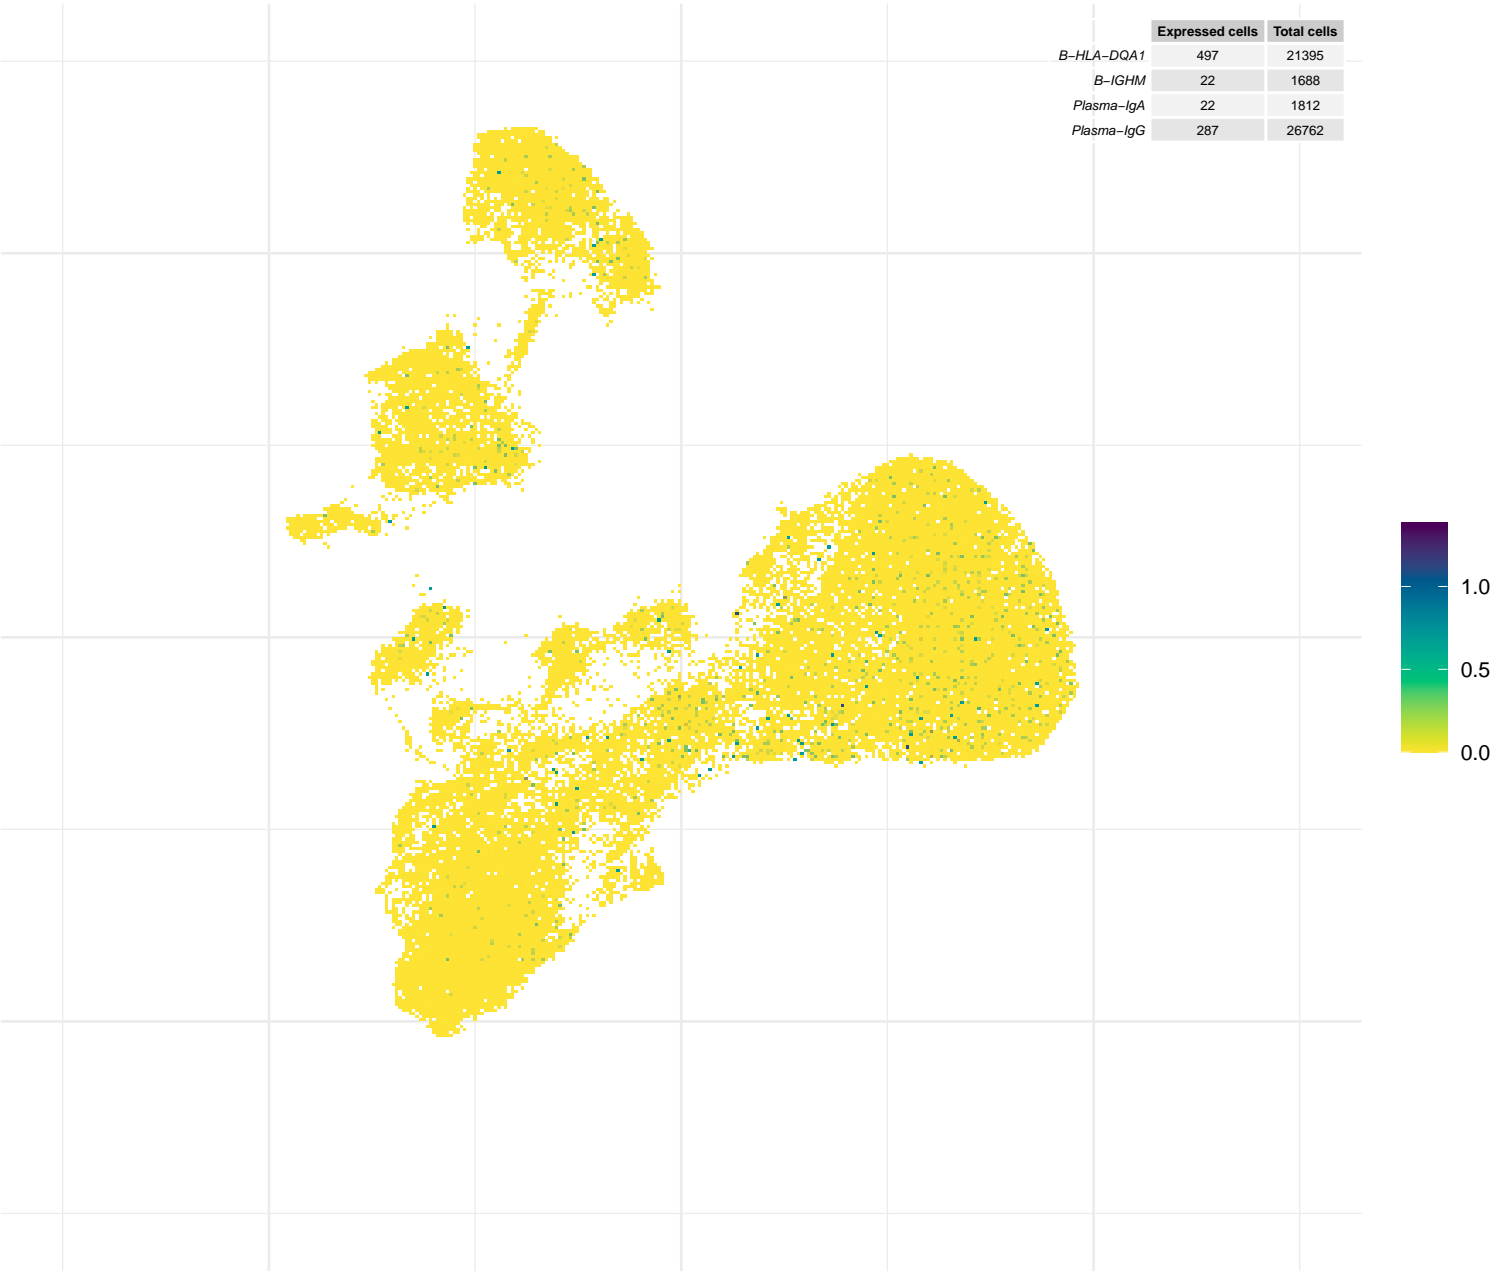 Expressed cells Total cells
B−HLA−DQA1 497 21395
B−IGHM 22 1688
Plasma−IgA 22 1812
Plasma−IgG 287 26762
1.0
0.5
0.0